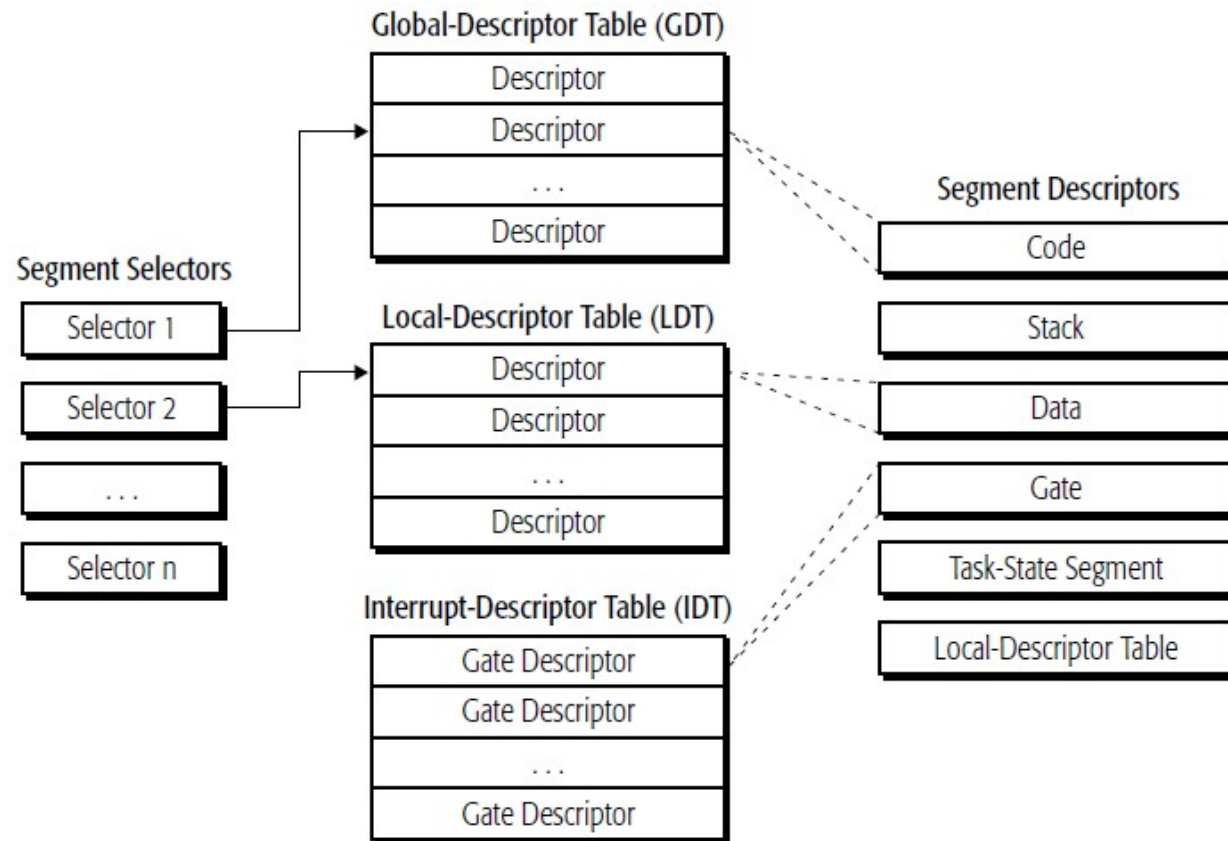 Global-Descriptor Table (GDT)
Descriptor
Descriptor
. . .
Descriptor
Segment Selectors
Selector 1
Selector 2
. . .
Selector n
Local-Descriptor Table (LDT)
Descriptor
Descriptor
. . .
Descriptor
Interrupt-Descriptor Table (IDT)
Gate Descriptor
Gate Descriptor
. . .
Gate Descriptor
Segment Descriptors
Code
Stack
Data
Gate
Task-State Segment
Local-Descriptor Table